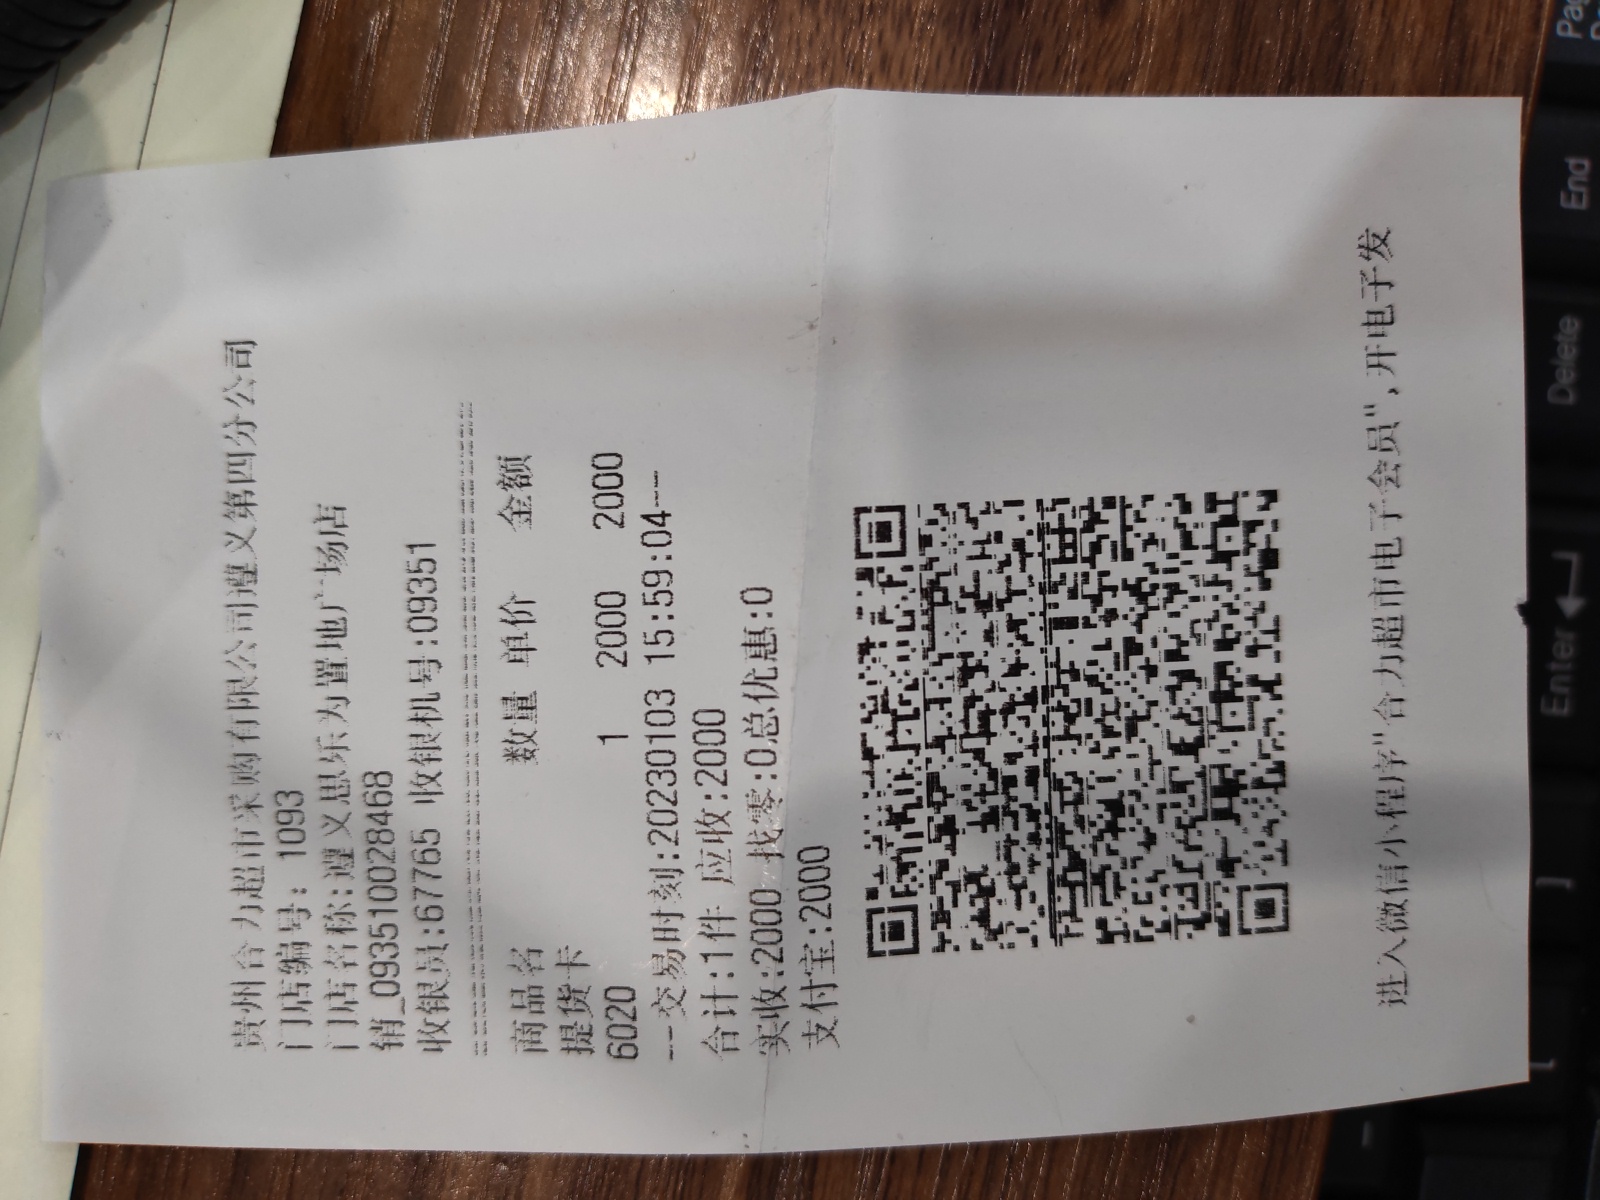 贵州合力超市采购有限公司遵义第四分公司
门店编号: 1093
门店名称:遵义思乐为置地广场店
销_0935110028468
收银员:67765 收银机号:09351
商品名 数量 单价 金额
提货卡
6020 1 2000 2000
---交易时刻:20230103 15:59:04---
合计:1件 应收:2000
实收:2000 找零:0总优惠:0
支付宝:2000
进入微信小程序"合力超市电子会员",开电子发
Pag
End
Delete
Enter
]
[